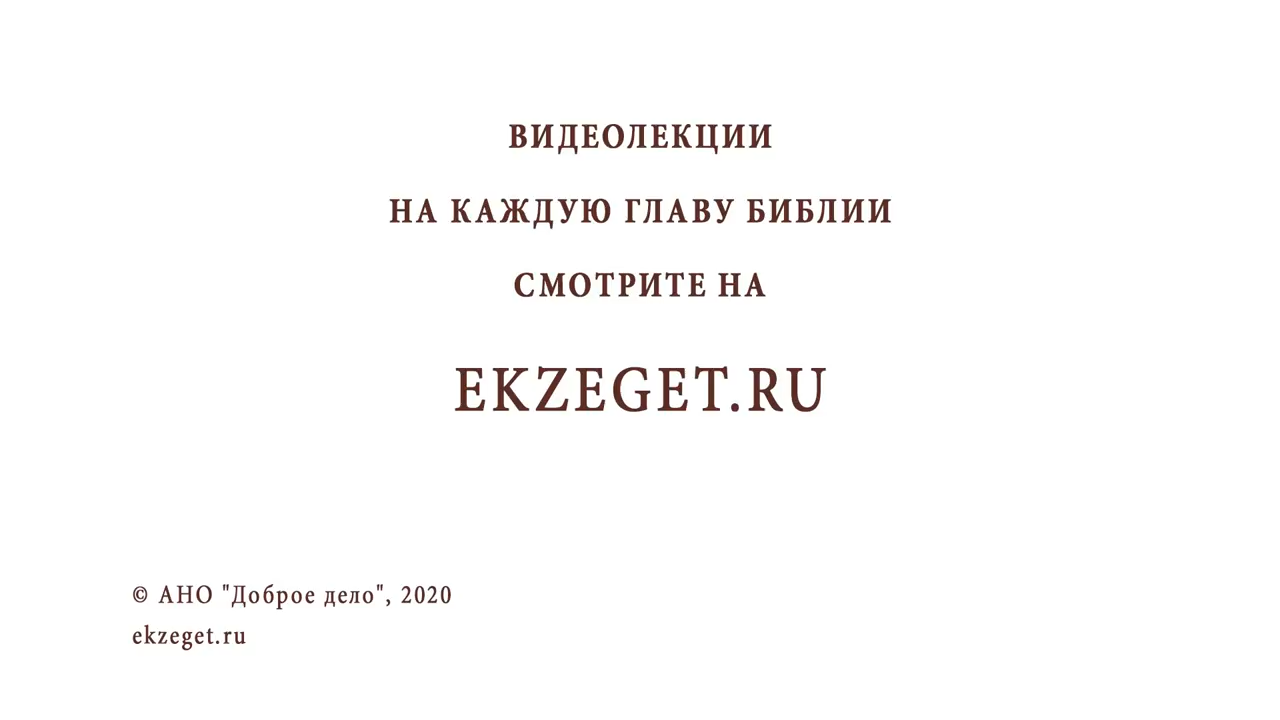 ВИДЕОЛЕКЦИИ
НА КАЖДУЮ ГЛАВУ БИБЛИИ
СМОТРИТЕ НА
EKZEGET.RU
© АНО "Доброе дело", 2020
ekzeget.ru